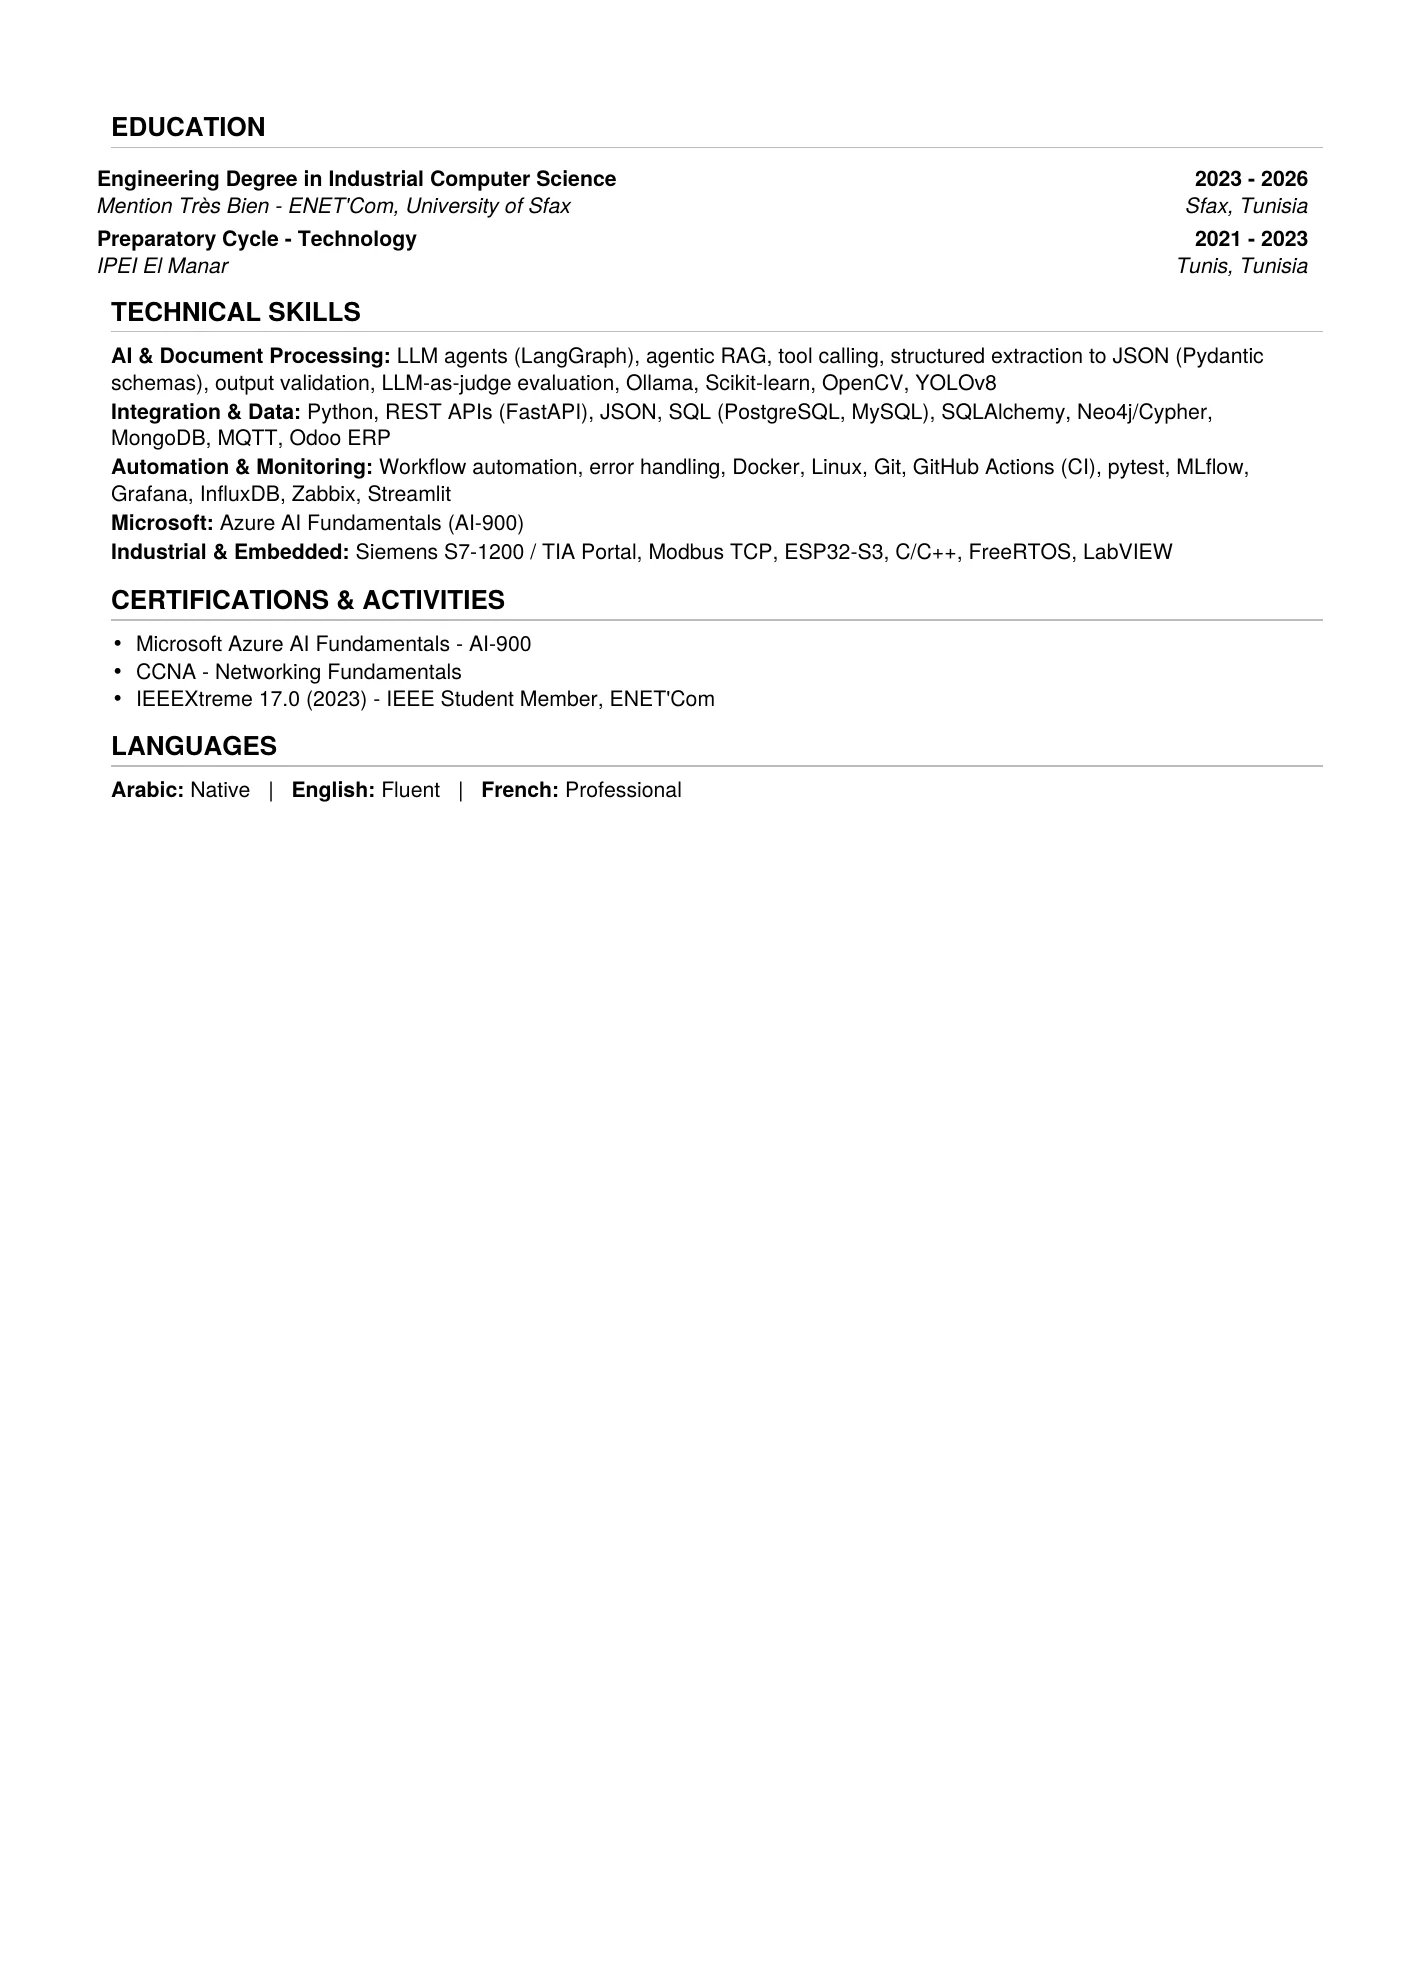 EDUCATION
Engineering Degree in Industrial Computer Science 2023 - 2026
Mention Très Bien - ENET'Com, University of Sfax Sfax, Tunisia
Preparatory Cycle - Technology 2021 - 2023
IPEI El Manar Tunis, Tunisia
TECHNICAL SKILLS
AI & Document Processing: LLM agents (LangGraph), agentic RAG, tool calling, structured extraction to JSON (Pydantic
schemas), output validation, LLM-as-judge evaluation, Ollama, Scikit-learn, OpenCV, YOLOv8
Integration & Data: Python, REST APIs (FastAPI), JSON, SQL (PostgreSQL, MySQL), SQLAlchemy, Neo4j/Cypher,
MongoDB, MQTT, Odoo ERP
Automation & Monitoring: Workflow automation, error handling, Docker, Linux, Git, GitHub Actions (CI), pytest, MLflow,
Grafana, InfluxDB, Zabbix, Streamlit
Microsoft: Azure AI Fundamentals (AI-900)
Industrial & Embedded: Siemens S7-1200 / TIA Portal, Modbus TCP, ESP32-S3, C/C++, FreeRTOS, LabVIEW
CERTIFICATIONS & ACTIVITIES
• Microsoft Azure AI Fundamentals - AI-900
• CCNA - Networking Fundamentals
• IEEEXtreme 17.0 (2023) - IEEE Student Member, ENET'Com
LANGUAGES
Arabic: Native | English: Fluent | French: Professional